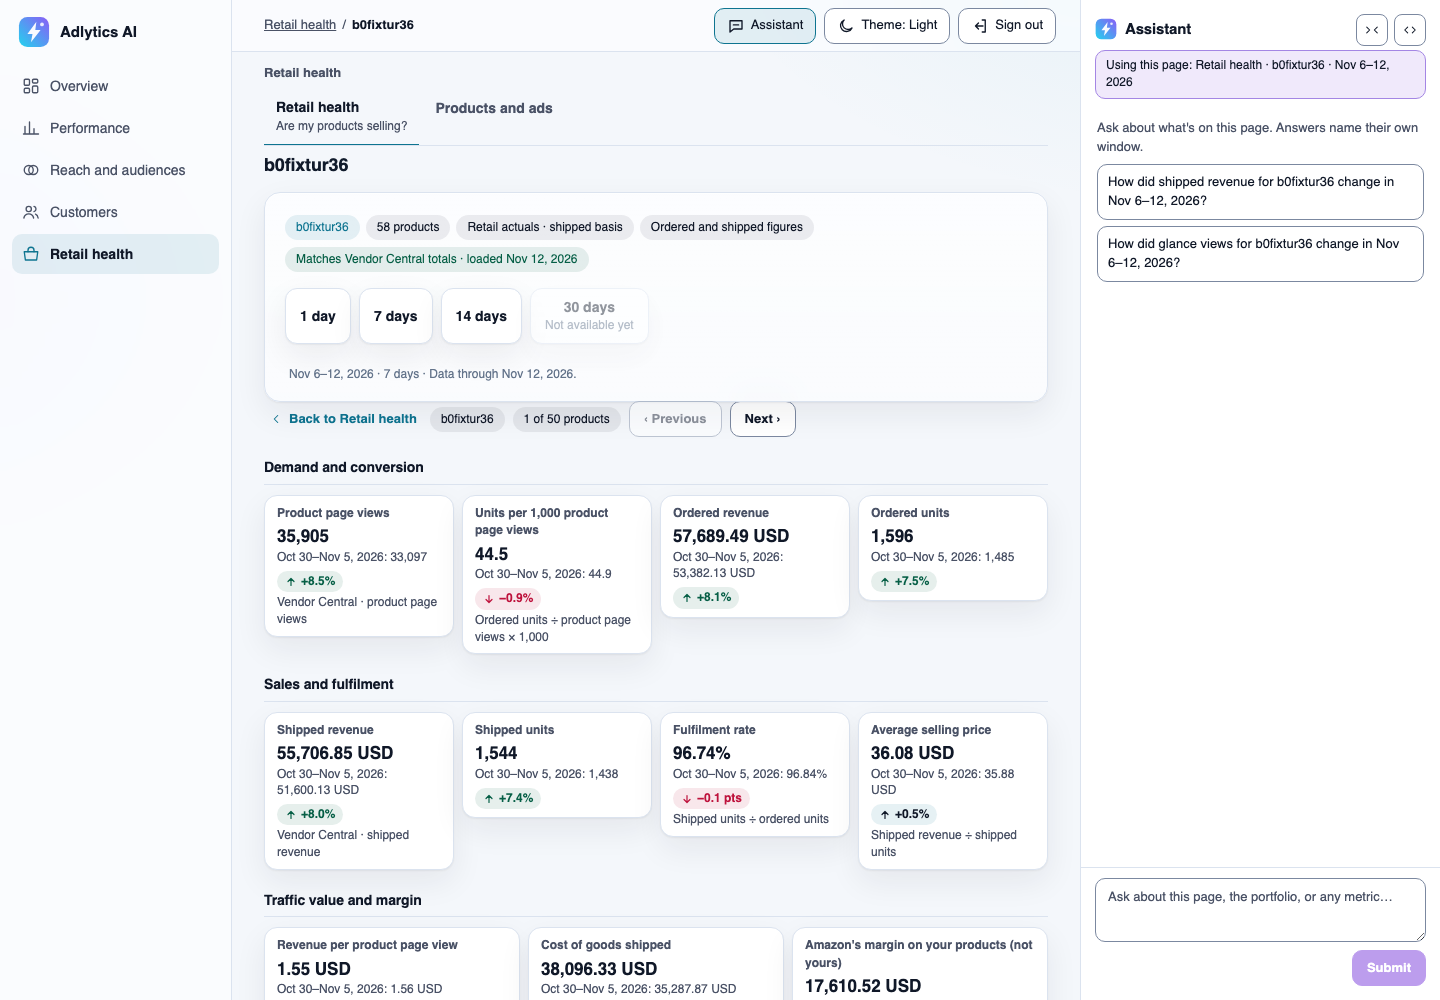 Adlytics AI
Overview
Performance
Reach and audiences
Customers
Retail health
Retail health / b0fixtur36
Assistant
Theme: Light
Sign out
Retail health
Retail health
Are my products selling?
Products and ads
b0fixtur36
b0fixtur36
58 products
Retail actuals · shipped basis
Ordered and shipped figures
Matches Vendor Central totals · loaded Nov 12, 2026
1 day
7 days
14 days
30 days
Not available yet
Nov 6–12, 2026 · 7 days · Data through Nov 12, 2026.
Back to Retail health
b0fixtur36
1 of 50 products
‹ Previous
Next ›
Demand and conversion
Product page views
35,905
Oct 30–Nov 5, 2026: 33,097
↑ +8.5%
Vendor Central · product page
views
Units per 1,000 product
page views
44.5
Oct 30–Nov 5, 2026: 44.9
↓ −0.9%
Ordered units ÷ product page
views × 1,000
Ordered revenue
57,689.49 USD
Oct 30–Nov 5, 2026:
53,382.13 USD
↑ +8.1%
Ordered units
1,596
Oct 30–Nov 5, 2026: 1,485
↑ +7.5%
Sales and fulfilment
Shipped revenue
55,706.85 USD
Oct 30–Nov 5, 2026:
51,600.13 USD
↑ +8.0%
Vendor Central · shipped
revenue
Shipped units
1,544
Oct 30–Nov 5, 2026: 1,438
↑ +7.4%
Fulfilment rate
96.74%
Oct 30–Nov 5, 2026: 96.84%
↓ −0.1 pts
Shipped units ÷ ordered units
Average selling price
36.08 USD
Oct 30–Nov 5, 2026: 35.88
USD
↑ +0.5%
Shipped revenue ÷ shipped
units
Traffic value and margin
Revenue per product page view
1.55 USD
Oct 30–Nov 5, 2026: 1.56 USD
Cost of goods shipped
38,096.33 USD
Oct 30–Nov 5, 2026: 35,287.87 USD
Amazon's margin on your products (not
yours)
17,610.52 USD
Assistant
Using this page: Retail health · b0fixtur36 · Nov 6–12,
2026
Ask about what's on this page. Answers name their own
window.
How did shipped revenue for b0fixtur36 change in
Nov 6–12, 2026?
How did glance views for b0fixtur36 change in Nov
6–12, 2026?
Ask about this page, the portfolio, or any metric…
Submit